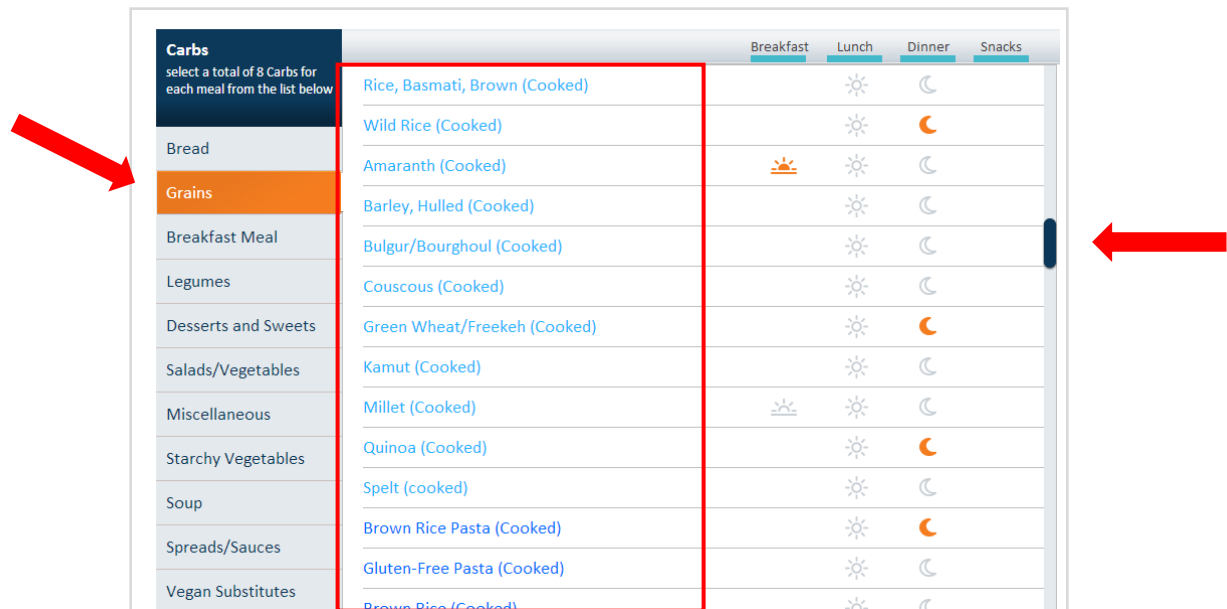 Carbs
select a total of 8 Carbs for
each meal from the list below
Breakfast Lunch Dinner Snacks
Bread
Grains
Breakfast Meal
Legumes
Desserts and Sweets
Salads/Vegetables
Miscellaneous
Starchy Vegetables
Soup
Spreads/Sauces
Vegan Substitutes
Rice, Basmati, Brown (Cooked)
Wild Rice (Cooked)
Amaranth (Cooked)
Barley, Hulled (Cooked)
Bulgur/Bourghoul (Cooked)
Couscous (Cooked)
Green Wheat/Freekeh (Cooked)
Kamut (Cooked)
Millet (Cooked)
Quinoa (Cooked)
Spelt (cooked)
Brown Rice Pasta (Cooked)
Gluten-Free Pasta (Cooked)
Brown Rice (Cooked)